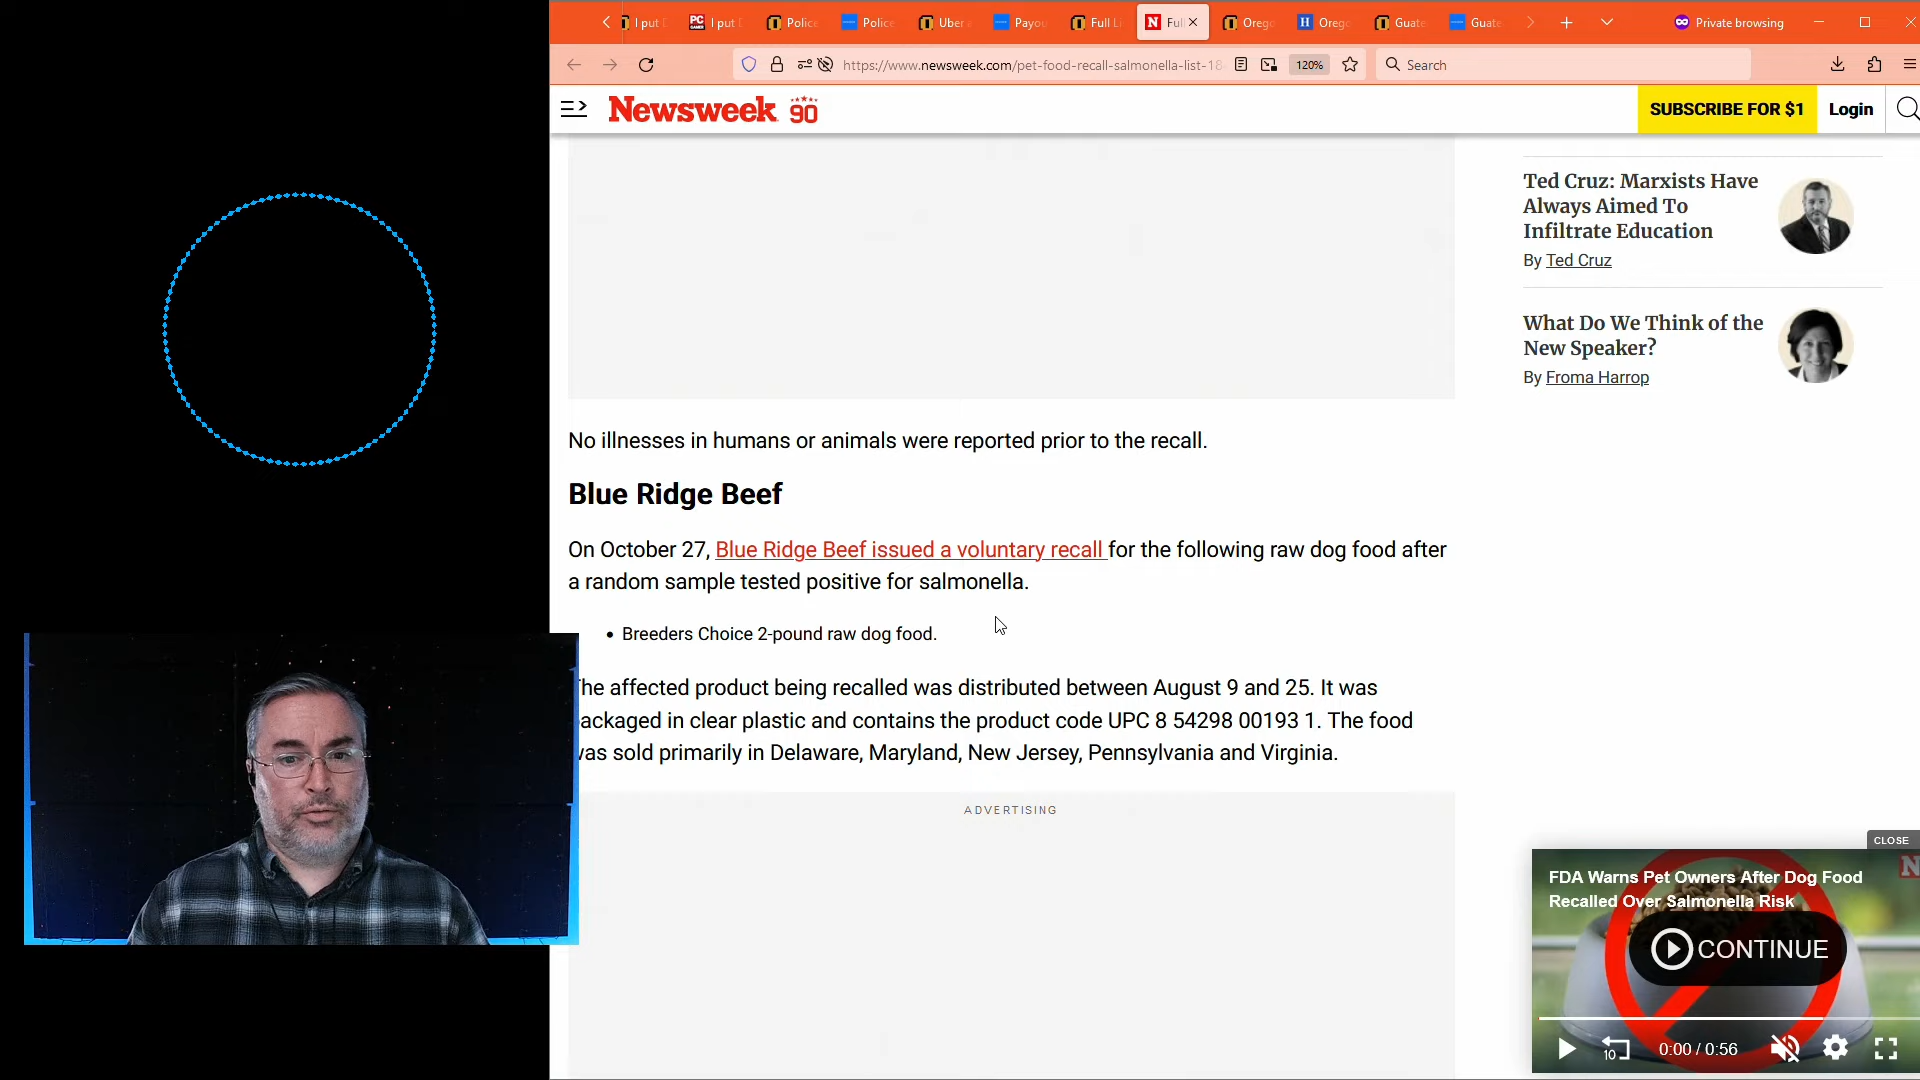 I put
I put
Police
Police
Uber
Payou
Full Li
Full
Orego
Orego
Guate
Guate
Private browsing
https://www.newsweek.com/pet-food-recall-salmonella-list-18
120%
Search
Newsweek 90
SUBSCRIBE FOR $1
Login
Ted Cruz: Marxists Have
Always Aimed To
Infiltrate Education
By Ted Cruz
What Do We Think of the
New Speaker?
By Froma Harrop
No illnesses in humans or animals were reported prior to the recall.
Blue Ridge Beef
On October 27, Blue Ridge Beef issued a voluntary recall for the following raw dog food after
a random sample tested positive for salmonella.
• Breeders Choice 2-pound raw dog food.
he affected product being recalled was distributed between August 9 and 25. It was
ackaged in clear plastic and contains the product code UPC 8 54298 00193 1. The food
as sold primarily in Delaware, Maryland, New Jersey, Pennsylvania and Virginia.
ADVERTISING
CLOSE
FDA Warns Pet Owners After Dog Food
Recalled Over Salmonella Risk
N
CONTINUE
10
0:00 / 0:56